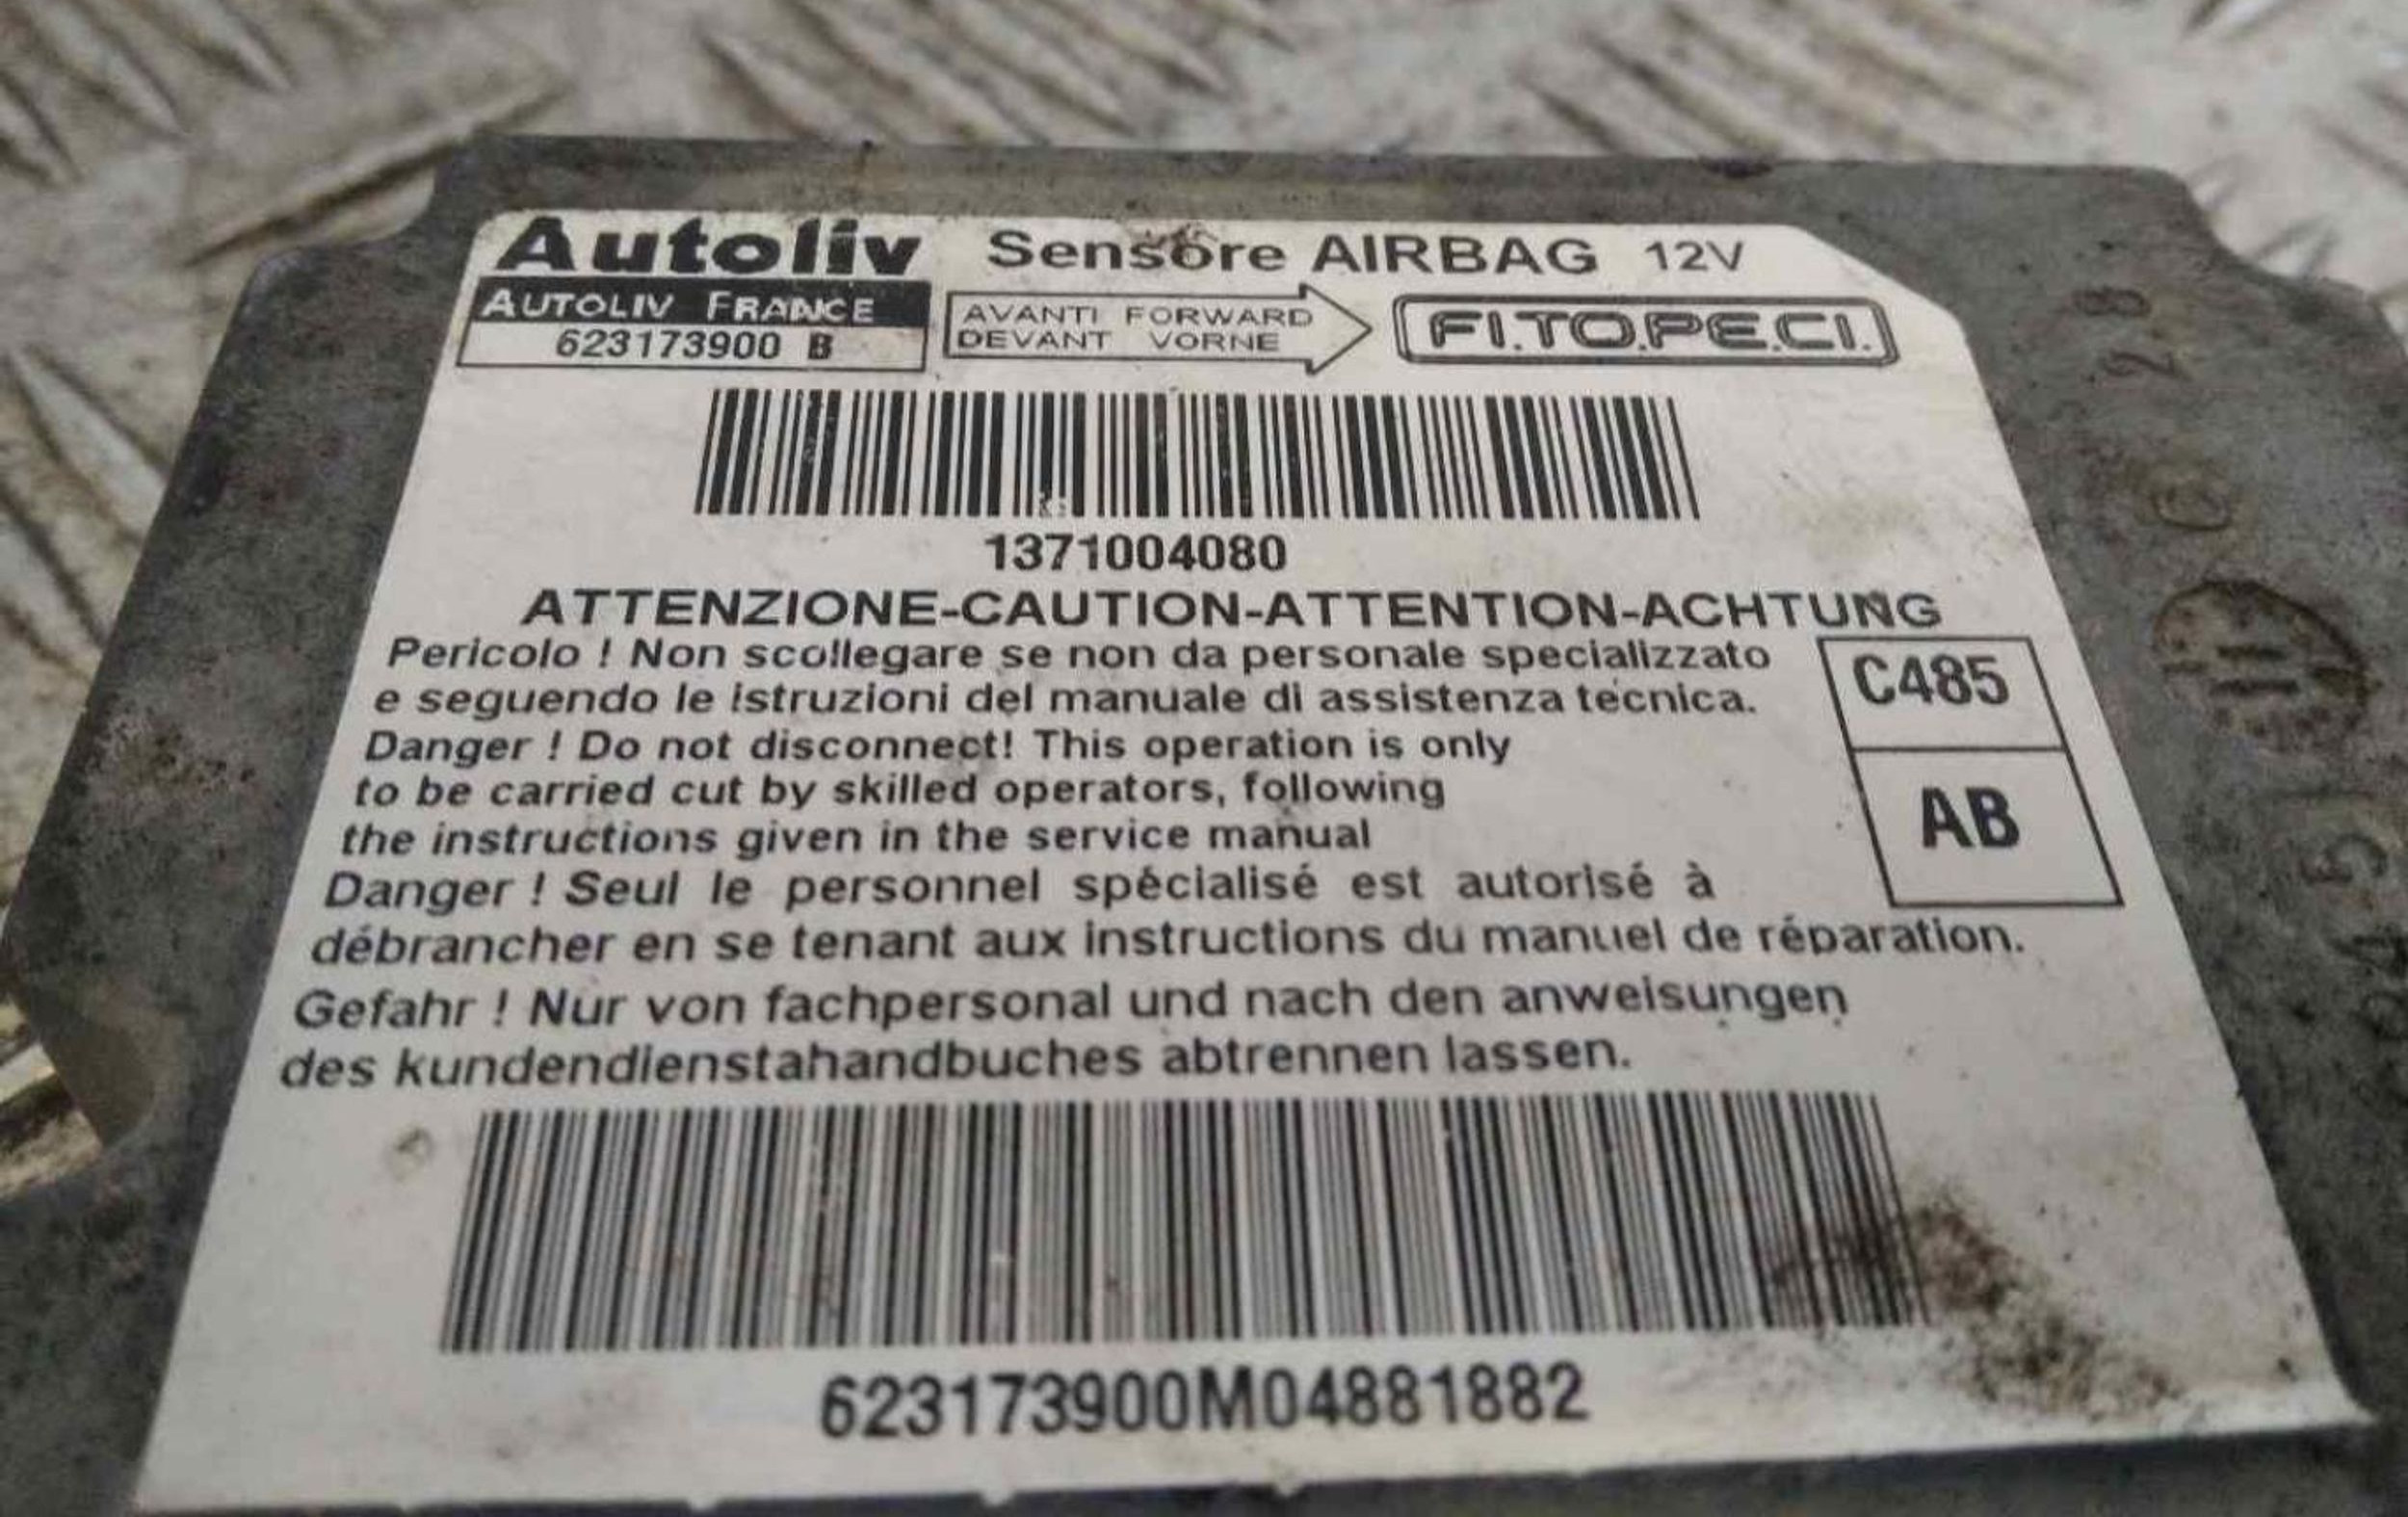 Autoliv Sensore AIRBAG 12V
AUTOLIV FRANCE
623173900 B
AVANTI FORWARD
DEVANT VORNE
FI.TO.PE.CI.
1371004080
ATTENZIONE-CAUTION-ATTENTION-ACHTUNG
Pericolo ! Non scollegare se non da personale specializzato
e seguendo le istruzioni del manuale di assistenza tecnica.
Danger ! Do not disconnect! This operation is only
to be carried cut by skilled operators, following
the instructions given in the service manual
Danger ! Seul le personnel spécialisé est autorisé à
débrancher en se tenant aux instructions du manuel de réparation.
Gefahr ! Nur von fachpersonal und nach den anweisungen
des kundendienstahandbuches abtrennen lassen.
C485
AB
623173900M04881882